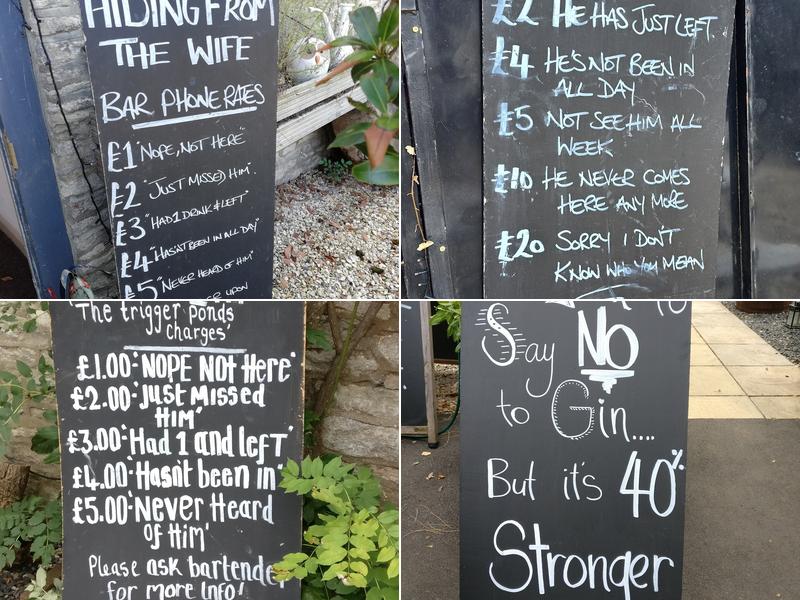 HIDING FROM
THE WIFE
BAR PHONE RATES
£1 "NOPE, NOT HERE"
£2 "JUST MISSED HIM".
£3 "HAD 1 DRINK & LEFT"
£4 "HASN'T BEEN IN ALL DAY"
£5 "NEVER HEARD OF HIM"
UPON
£2 HE HAS JUST LEFT.
£4 HE'S NOT BEEN IN
ALL DAY
£5 NOT SEE HIM ALL
WEEK
£10 HE NEVER COMES
HERE ANY MORE
£20 SORRY I DON'T
KNOW WHO YOU MEAN
"The trigger ponds
charges,"
£1.00-"NOPE NOT Here"
£2.00-"Just Missed
HIM"
£3.00-"Had 1 and left"
£4.00-"Hasnt been in"
£5.00-'Never Heard
of Him'
Please ask bartender
for more Info!
Say No
to Gin....
But it's 40%
Stronger